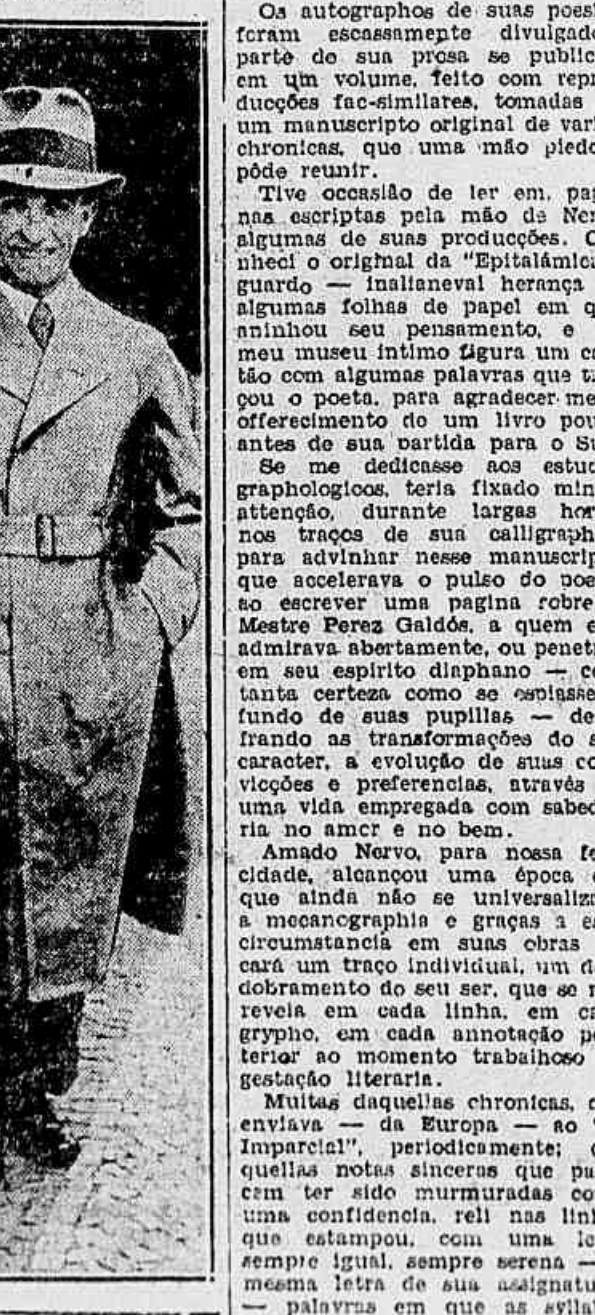 Os autographos de suas poes
foram escassamente divulgado
parte do sua prosa se public
em um volume, feito com repr
ducções fac-similares, tomadas
um manuscripto original de vari
chronicas, que uma mão piedo
pôde reunir.
Tive occasião de ler em, pag
nas escriptas pela mão de Ner
algumas de suas producções. C
nheci o original da "Epitalámica
guardo — inalianeval herança
algumas folhas de papel em q
aninhou seu pensamento, e
meu museu intimo figura um ca
tão com algumas palavras que tr
çou o poeta, para agradecer-me
offerecimento do um livro pou
antes de sua partida para o Su
Se me dedicasse aos estud
graphologicos, teria fixado min
attenção, durante largas hor
nos traços de sua calligraph
para advinhar nesse manuscrip
que accelerava o pulso do poe
ao escrever uma pagina robre
Mestre Perez Galdós, a quem e
admirava abertamente, ou penetr
em seu espirito diaphano — co
tanta certeza como se espiasse
fundo de suas pupillas — de
frando as transformações do s
caracter, a evolução de suas co
vicções e preferencias, através
uma vida empregada com sabed
ria no amor e no bem.
Amado Nervo, para nossa fe
cidade, alcançou uma época e
que ainda não se universaliz
a mecanographia e graças a es
circumstancia em suas obras
cará um traço individual, um d
dobramento do seu ser, que se r
revela em cada linha, em ca
grypho, em cada annotação po
terior ao momento trabalhoso
gestação literaria.
Muitas daquellas chronicas, q
enviava — da Europa — ao "
Imparcial", periodicamente; d
quellas notas sinceras que pa
cem ter sido murmuradas co
uma confidencia, reli nas linh
que estampou, com uma le
sempre igual, sempre serena —
mesma letra de sua assignatu
— palavras em que as sylla